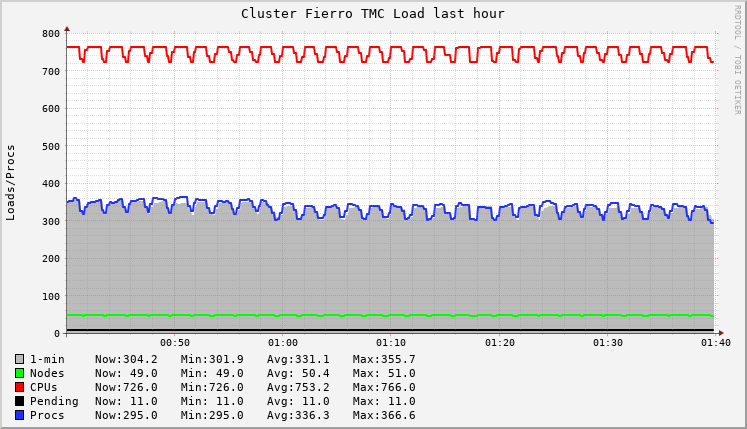 Cluster Fierro TMC Load last hour
RRDTOOL / TOBI OETIKER
Loads/Procs
800
700
600
500
400
300
200
100
0
00:50 01:00 01:10 01:20 01:30 01:40
1-min Now:304.2 Min:301.9 Avg:331.1 Max:355.7
Nodes Now: 49.0 Min: 49.0 Avg: 50.4 Max: 51.0
CPUs Now:726.0 Min:726.0 Avg:753.2 Max:766.0
Pending Now: 11.0 Min: 11.0 Avg: 11.0 Max: 11.0
Procs Now:295.0 Min:295.0 Avg:336.3 Max:366.6